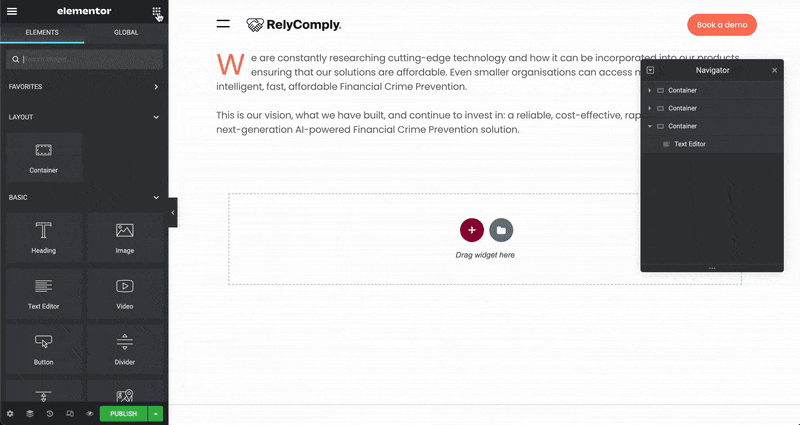 elementor
ELEMENTS
GLOBAL
Search Widget...
FAVORITES
LAYOUT
Container
BASIC
Heading
Image
Text Editor
Video
Button
Divider
PUBLISH
RelyComply.
Book a demo
We are constantly researching cutting-edge technology and how it can be incorporated into our products,
ensuring that our solutions are affordable. Even smaller organisations can access
intelligent, fast, affordable Financial Crime Prevention.
This is our vision, what we have built, and continue to invest in: a reliable, cost-effective,
next-generation AI-powered Financial Crime Prevention solution.
Drag widget here
Navigator
Container
Container
Container
Text Editor